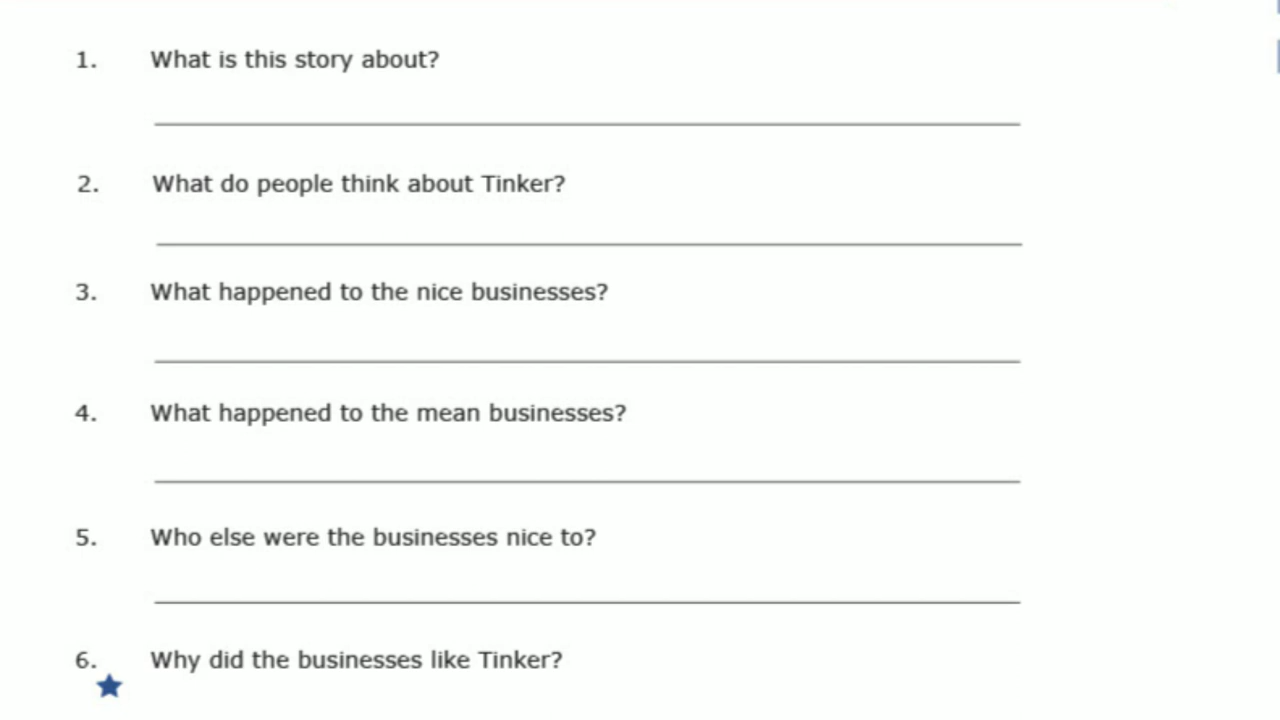 1. What is this story about?
2. What do people think about Tinker?
3. What happened to the nice businesses?
4. What happened to the mean businesses?
5. Who else were the businesses nice to?
6. Why did the businesses like Tinker?